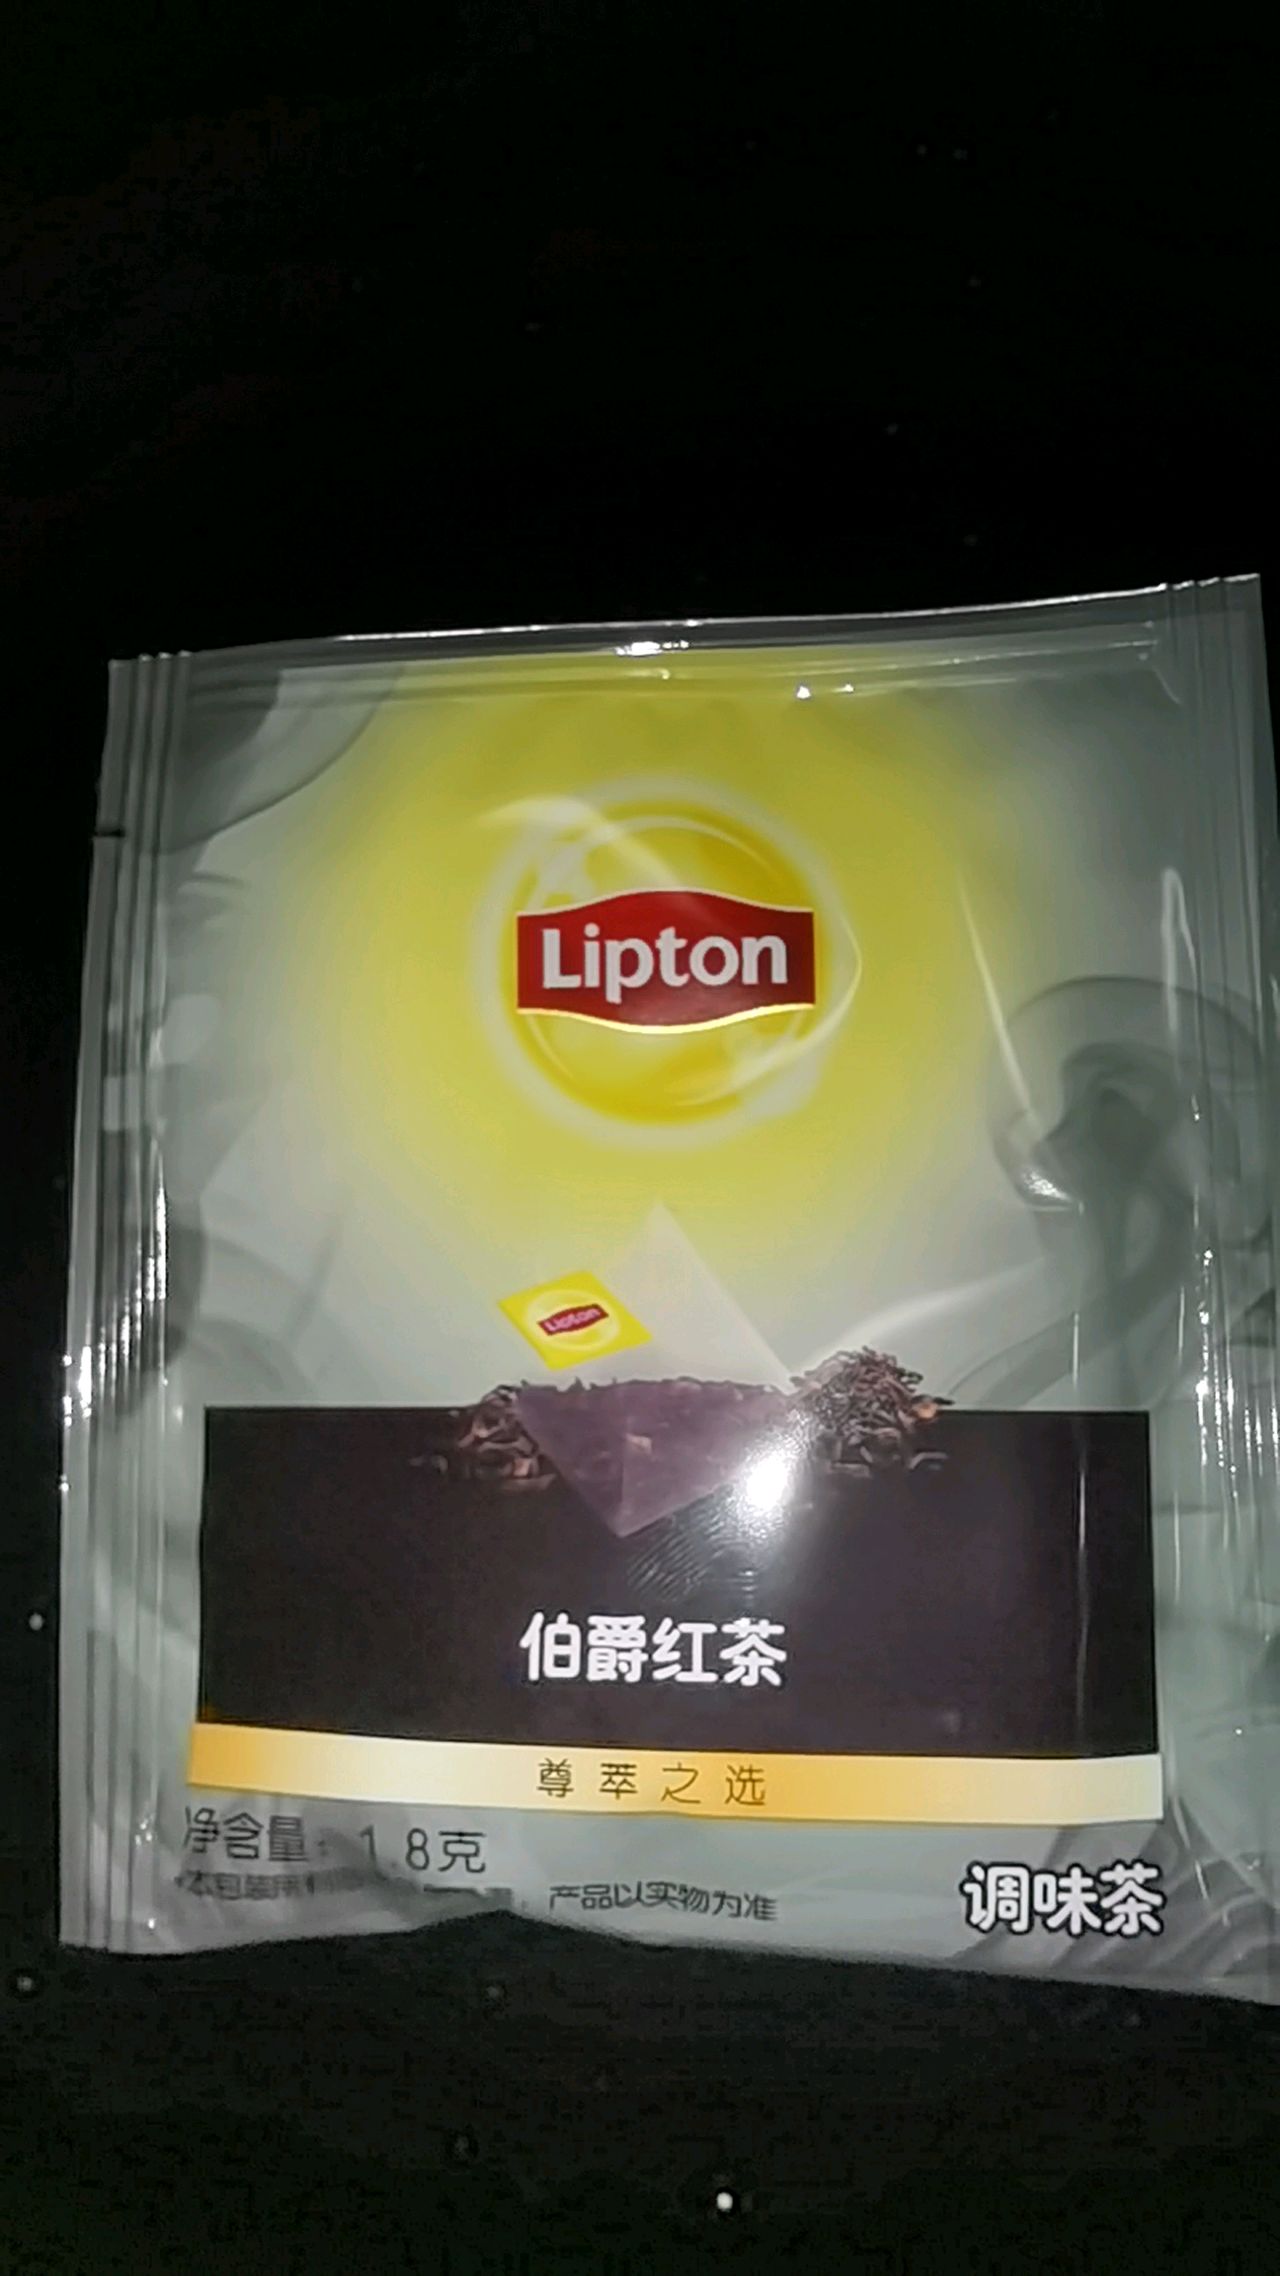 Lipton
Lipton
伯爵红茶
尊萃之选
净含量：1.8克
产品以实物为准
调味茶